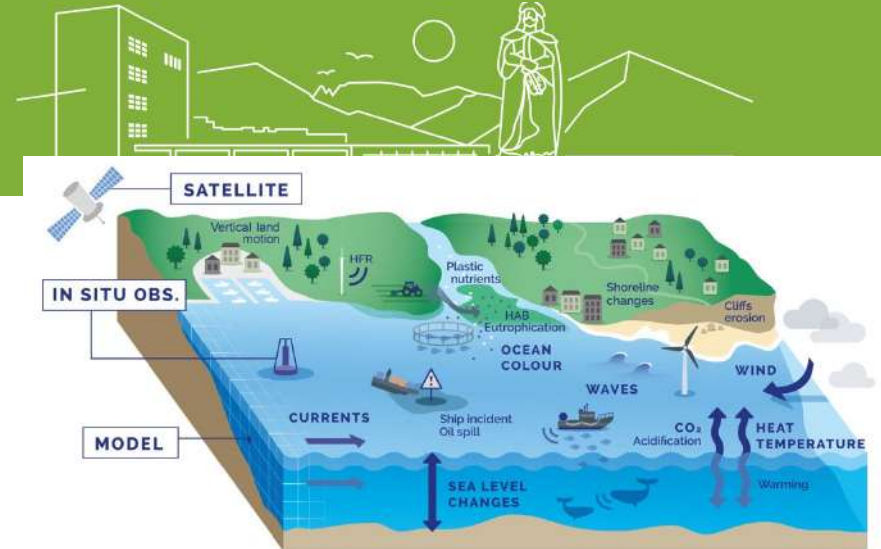 SATELLITE
Vertical land
motion
HFR
Plastic
nutrients
IN SITU OBS.
Shoreline
changes
Cliffs
erosion
HAB
Eutrophication
OCEAN
COLOUR
WIND
WAVES
CURRENTS
Ship incident
Oil spill
CO₂
Acidification
HEAT
TEMPERATURE
MODEL
SEA LEVEL
CHANGES
Warming